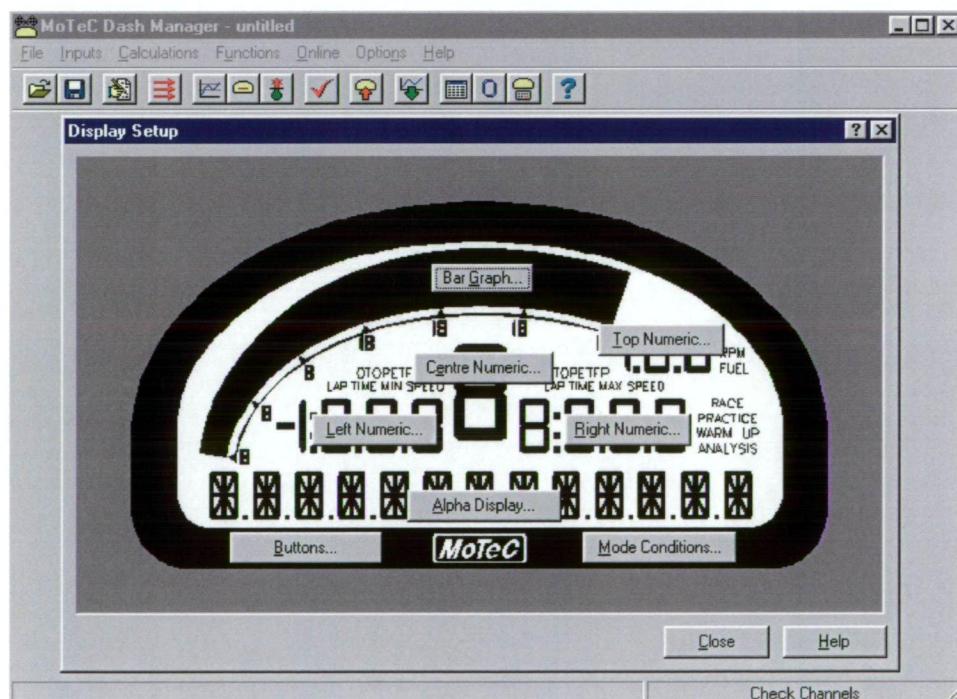 MoTeC Dash Manager - untitled
File Inputs Calculations Functions Online Options Help
Display Setup
Bar Graph...
Top Numeric...
RPM
FUEL
Centre Numeric...
OTOPETF
TOPETFP
LAP TIME MIN SPEED
LAP TIME MAX SPEED
Left Numeric...
Right Numeric...
RACE
PRACTICE
WARM UP
ANALYSIS
Alpha Display...
Buttons...
MoTeC
Mode Conditions...
Close
Help
Check Channels